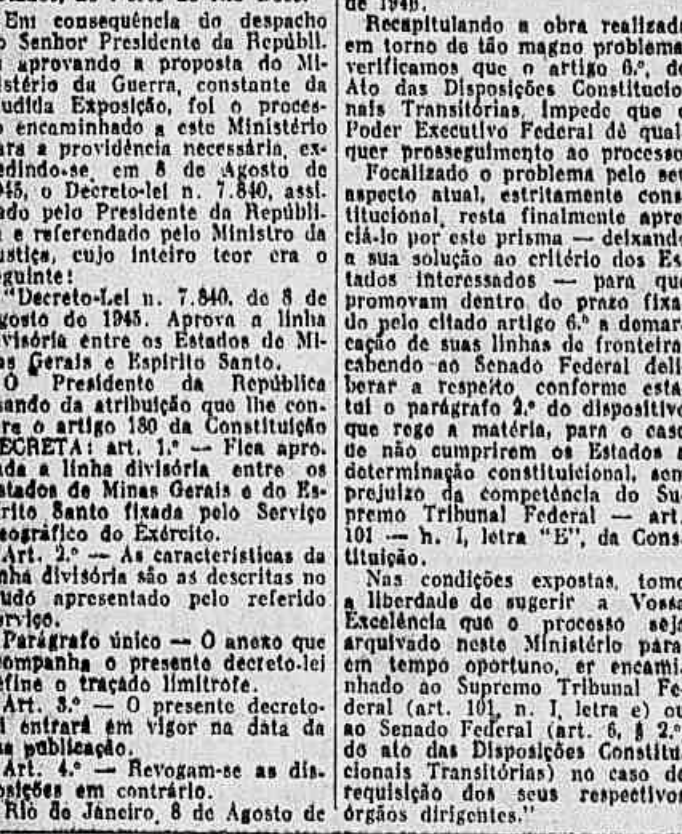 Em consequência do despacho
o Senhor Presidente da Repúbli.
aprovando a proposta do Mi-
istério da Guerra, constante da
udida Exposição, foi o proces-
o encaminhado a este Ministério
ara a providência necessária, ex-
edindo-se, em 8 de Agosto de
945, o Decreto-lei n. 7.840, assi.
ado pelo Presidente da Repúbli-
a e referendado pelo Ministro da
ustiça, cujo inteiro teor era o
eguinte:
"Decreto-Lei n. 7.840, de 8 de
gosto de 1945. Aprova a linha
ivisória entre os Estados de Mi-
as Gerais e Espírito Santo.
O Presidente da República
sando da atribuição que lhe con-
re o artigo 180 da Constituição
ECRETA: art. 1.º — Fica apro.
ada a linha divisória entre os
stados de Minas Gerais e do Es-
rito Santo fixada pelo Serviço
eográfico do Exército.
Art. 2.º — As características da
nha divisória são as descritas no
udo apresentado pelo referido
erviço.
Parágrafo único — O anexo que
ompanha o presente decreto-lei
efine o traçado limítrofe.
Art. 3.º — O presente decreto-
i entrará em vigor na data da
ua publicação.
Art. 4.º — Revogam-se as dis.
osições em contrário.
Rio de Janeiro, 8 de Agosto de
de 1945.
Recapitulando a obra realizada
em torno de tão magno problema
verificamos que o artigo 6.º, do
Ato das Disposições Constitucio
nais Transitórias, impede que o
Poder Executivo Federal dê qual
quer prosseguimento ao processo
Focalizado o problema pelo seu
aspecto atual, estritamente cons
titucional, resta finalmente apre
ciá-lo por este prisma — deixando
a sua solução ao critério dos Es
tados interessados — para que
promovam dentro do prazo fixa
do pelo citado artigo 6.º a demar
cação de suas linhas de fronteira
cabendo ao Senado Federal deli
berar a respeito conforme esta
tui o parágrafo 2.º do dispositivo
que rege a matéria, para o caso
de não cumprirem os Estados a
determinação constituicional, sem
prejuízo da competência do Su
premo Tribunal Federal — art.
101 — h. I, letra "E", da Cons
tituição.
Nas condições expostas, tomo
a liberdade de sugerir a Vossa
Excelência que o processo seja
arquivado neste Ministério para,
em tempo oportuno, er encami.
nhado ao Supremo Tribunal Fe
deral (art. 101, n. I, letra e) ou
ao Senado Federal (art. 6, § 2.º
do ato das Disposições Constitu
cionais Transitórias) no caso de
requisição dos seus respectivos
órgãos dirigentes."